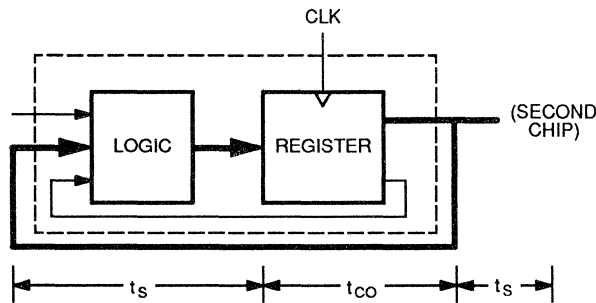 CLK
LOGIC
REGISTER
(SECOND
CHIP)
tS
tCO
tS